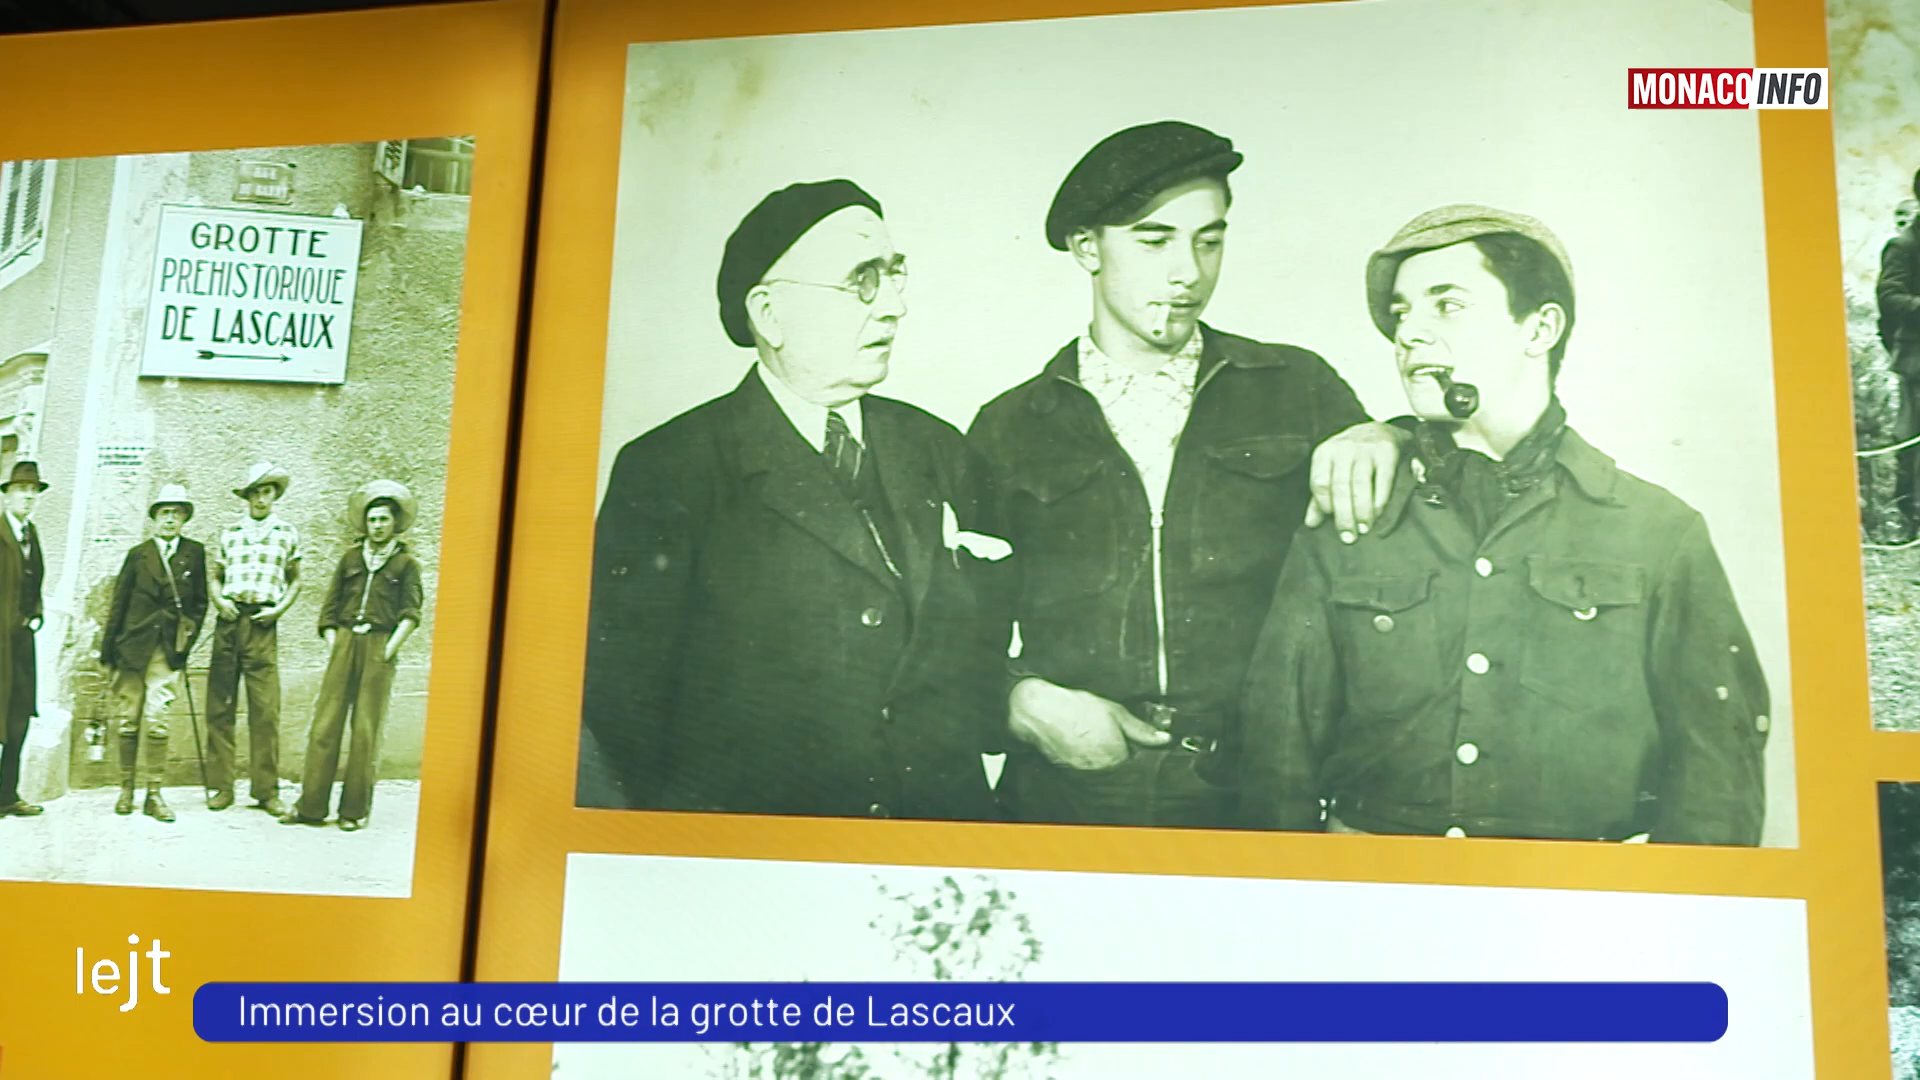 MONACO INFO
GROTTE
PREHISTORIQUE
DE LASCAUX
lejt
Immersion au cœur de la grotte de Lascaux